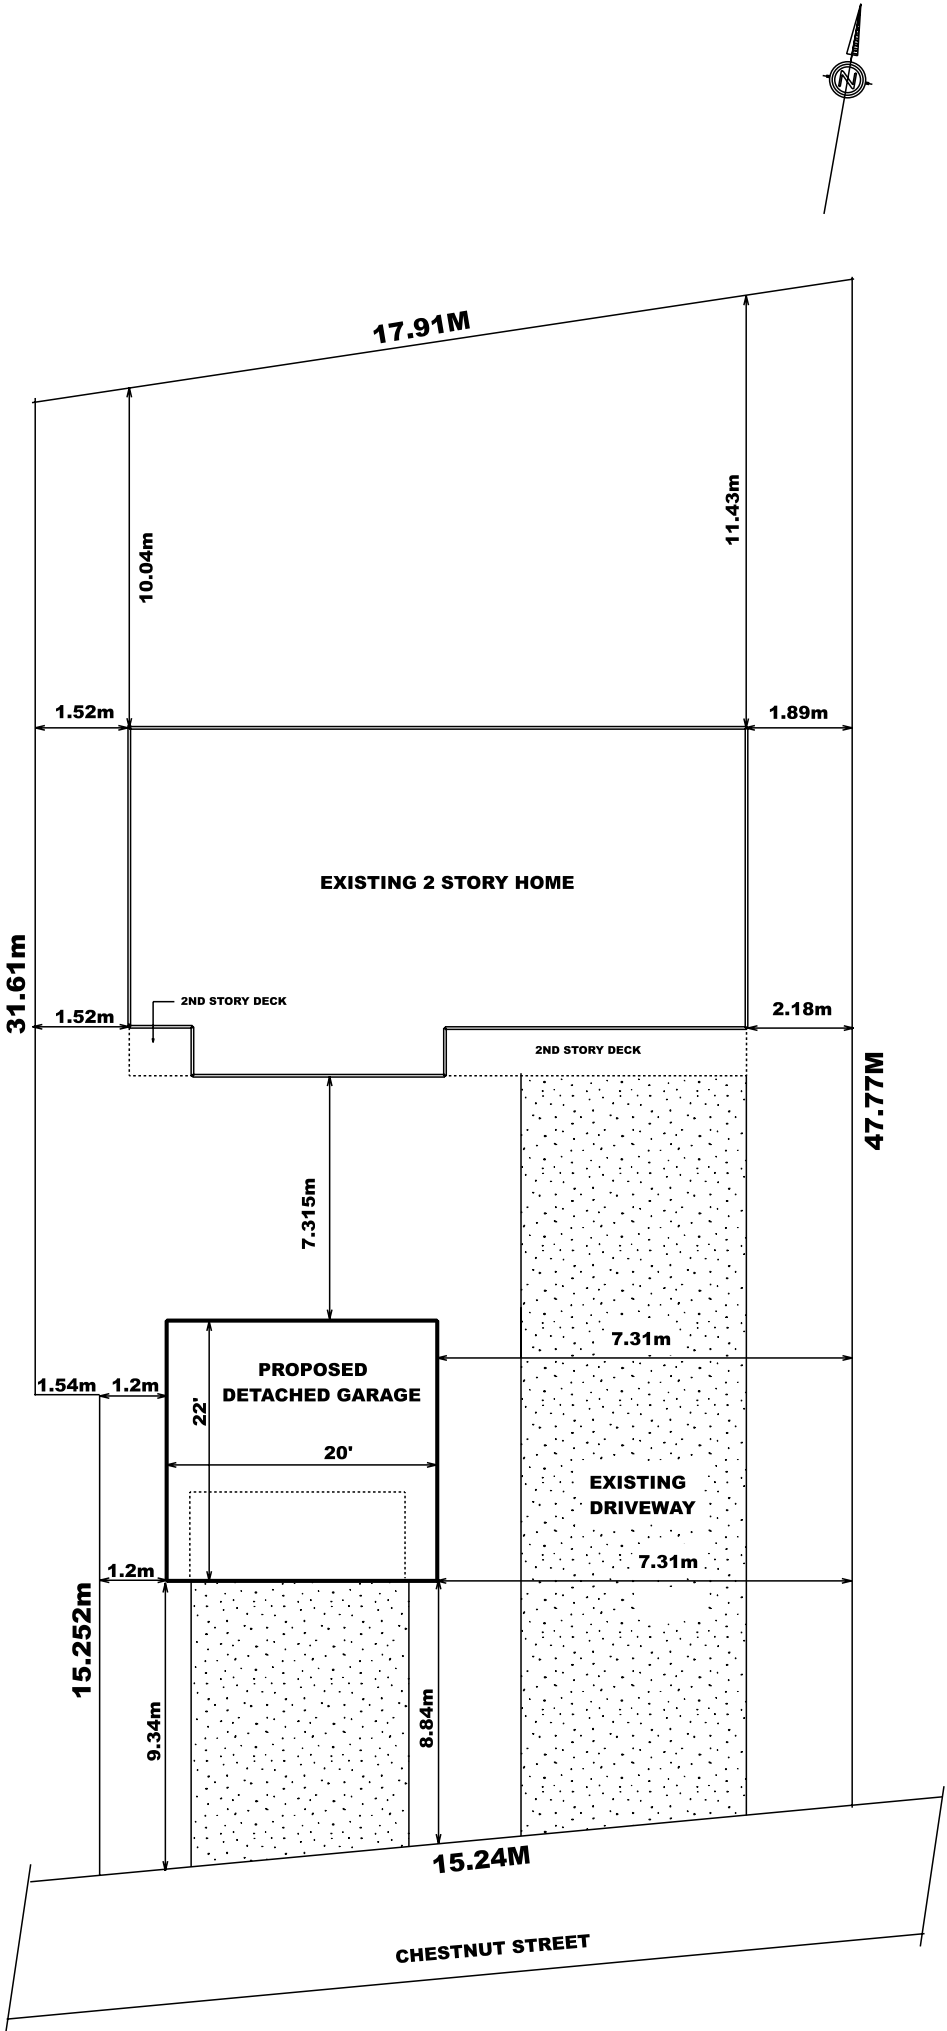 N
17.91M
11.43m
10.04m
1.52m
1.89m
EXISTING 2 STORY HOME
31.61m
2ND STORY DECK
1.52m
2.18m
2ND STORY DECK
47.77M
7.315m
7.31m
PROPOSED
DETACHED GARAGE
1.54m
1.2m
22'
20'
EXISTING
DRIVEWAY
7.31m
1.2m
15.252m
9.34m
8.84m
15.24M
CHESTNUT STREET